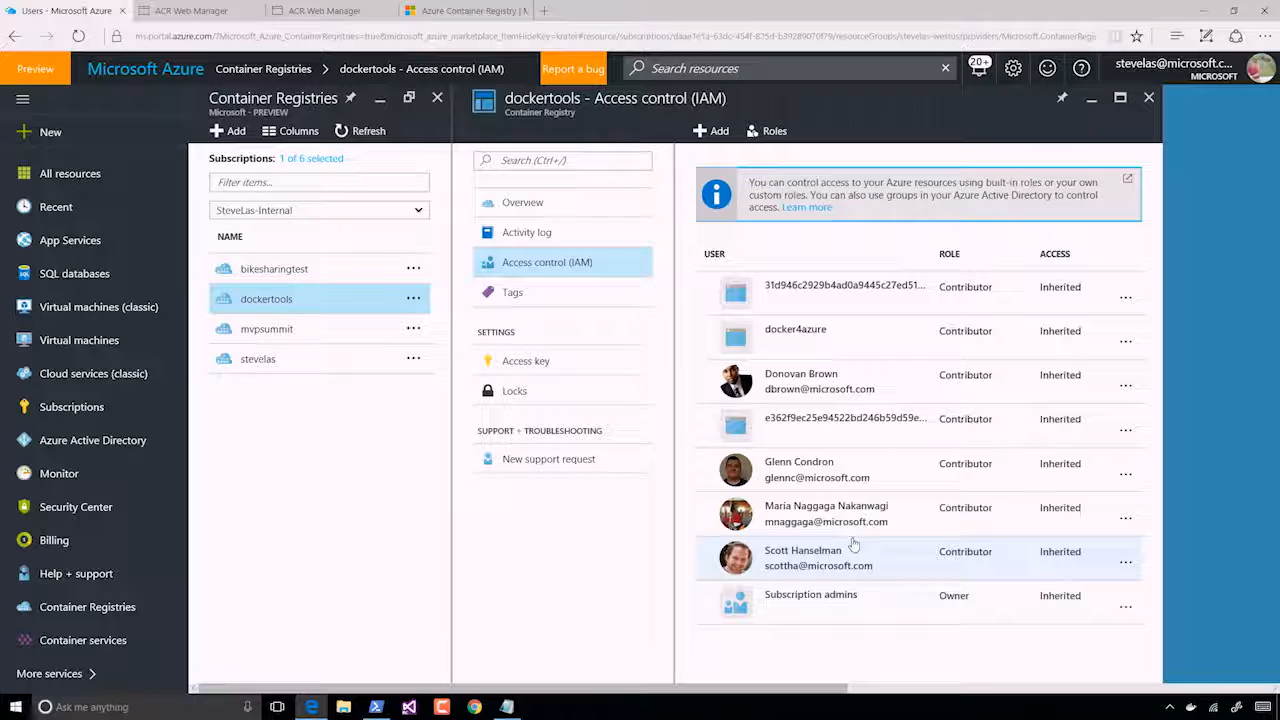 Users - Microsoft Azure
ACR Web Manager
ACR Web Manager
Azure Container Registry | M
Preview
Microsoft Azure
Container Registries
dockertools - Access control (IAM)
Report a bug
Search resources
20+
stevelas@microsoft.c...
MICROSOFT
New
All resources
Recent
App Services
SQL databases
Virtual machines (classic)
Virtual machines
Cloud services (classic)
Subscriptions
Azure Active Directory
Monitor
Security Center
Billing
Help + support
Container Registries
Container services
More services
Container Registries
Microsoft - PREVIEW
Add
Columns
Refresh
Subscriptions: 1 of 6 selected
Filter items...
SteveLas-Internal
NAME
bikesharingtest
dockertools
mvpsummit
stevelas
dockertools - Access control (IAM)
Container Registry
Search (Ctrl+/)
Overview
Activity log
Access control (IAM)
Tags
SETTINGS
Access key
Locks
SUPPORT + TROUBLESHOOTING
New support request
Add
Roles
You can control access to your Azure resources using built-in roles or your own
custom roles. You can also use groups in your Azure Active Directory to control
access. Learn more
USER ROLE ACCESS
31d946c2929b4ad0a9445c27ed51... Contributor Inherited
docker4azure Contributor Inherited
Donovan Brown
dbrown@microsoft.com Contributor Inherited
e362f9ec25e94522bd246b59d59e... Contributor Inherited
Glenn Condron
glennc@microsoft.com Contributor Inherited
Maria Naggaga Nakanwagi
mnaggaga@microsoft.com Contributor Inherited
Scott Hanselman
scottha@microsoft.com Contributor Inherited
Subscription admins Owner Inherited
Ask me anything